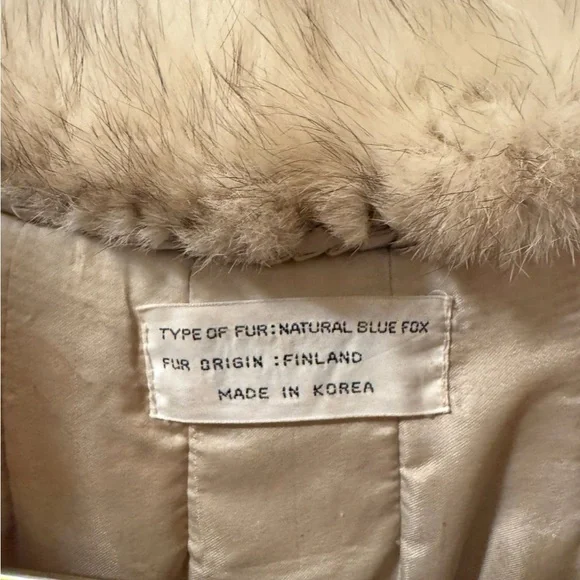 TYPE OF FUR:NATURAL BLUE FOX
FUR ORIGIN :FINLAND
MADE IN KOREA